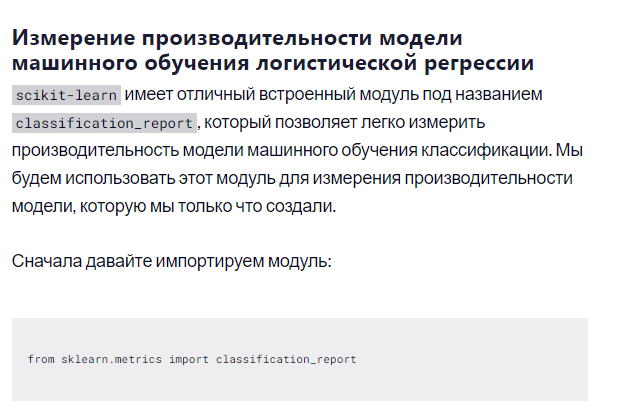 Измерение производительности модели
машинного обучения логистической регрессии
scikit-learn имеет отличный встроенный модуль под названием
classification_report, который позволяет легко измерить
производительность модели машинного обучения классификации. Мы
будем использовать этот модуль для измерения производительности
модели, которую мы только что создали.
Сначала давайте импортируем модуль:
from sklearn.metrics import classification_report